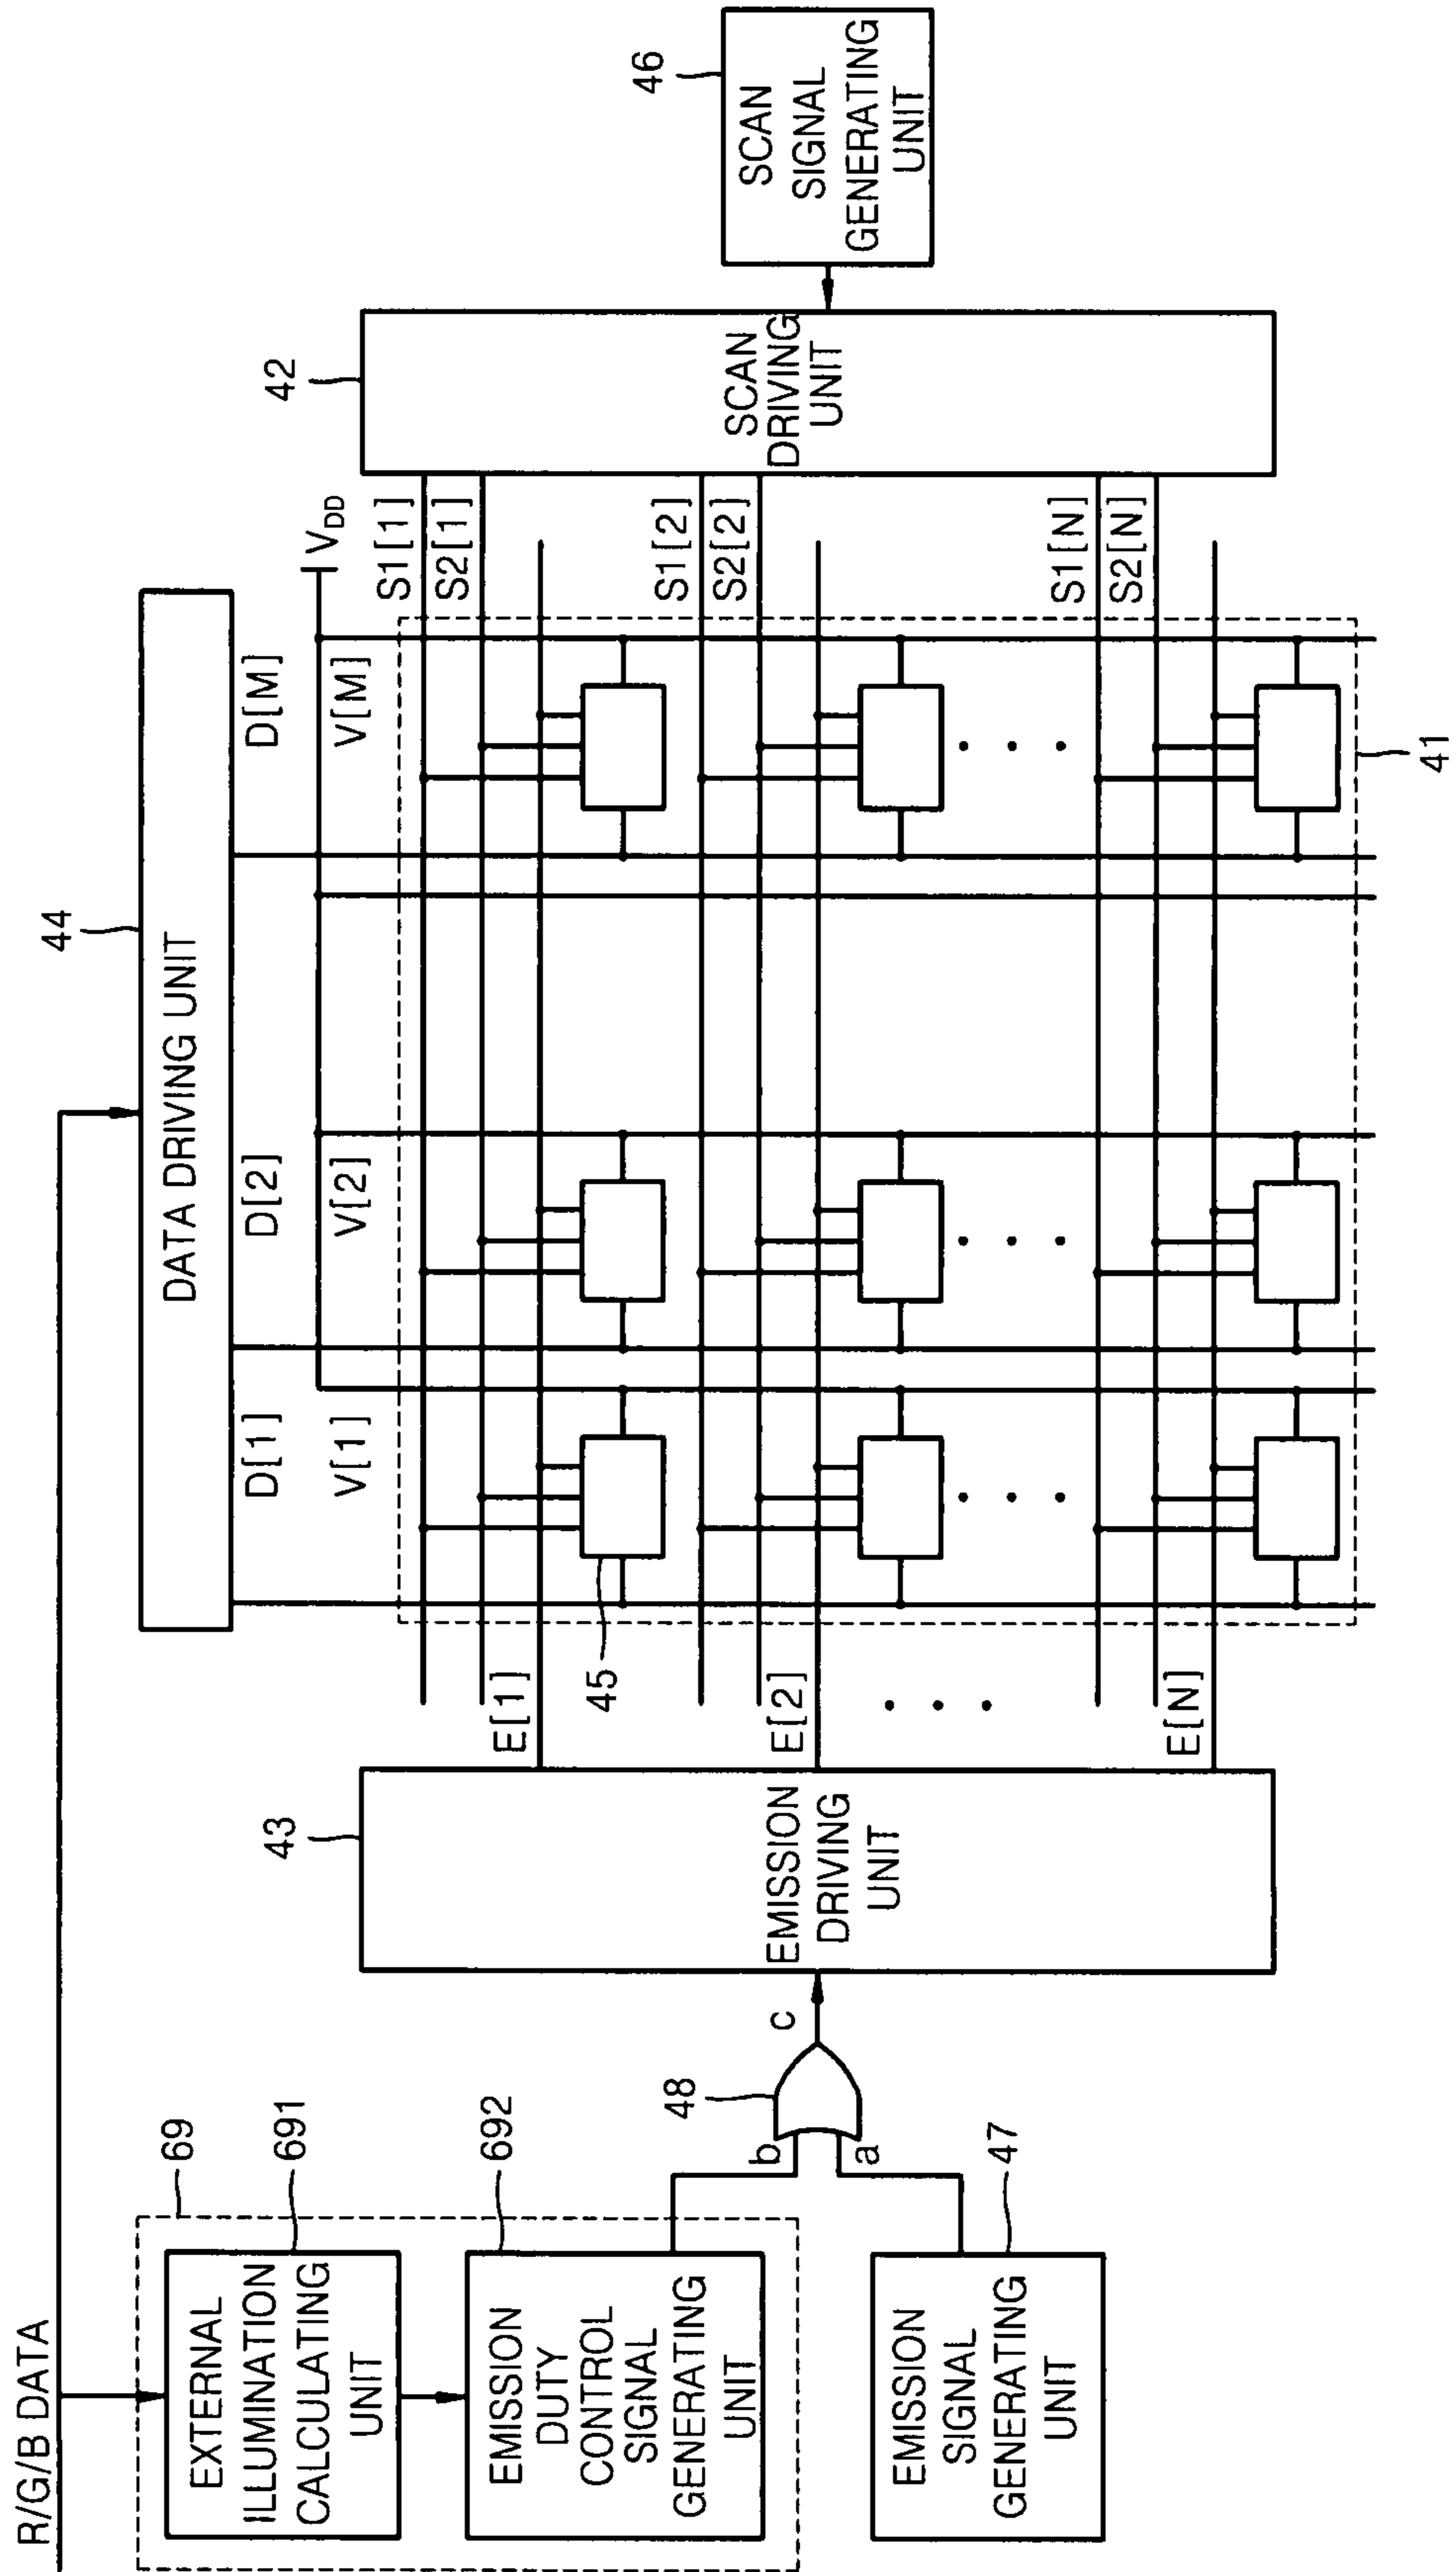 R/G/B DATA
69
EXTERNAL
ILLUMINATION
CALCULATING
UNIT
691
EMISSION
DUTY
CONTROL
SIGNAL
GENERATING
UNIT
692
EMISSION
SIGNAL
GENERATING
UNIT
47
b
a
48
c
43
EMISSION
DRIVING
UNIT
E[1]
E[2]
E[N]
45
44
DATA DRIVING UNIT
D[1]
D[2]
D[M]
V[1]
V[2]
V[M]
VDD
S1[1]
S2[1]
S1[2]
S2[2]
S1[N]
S2[N]
41
42
SCAN
DRIVING
UNIT
46
SCAN
SIGNAL
GENERATING
UNIT